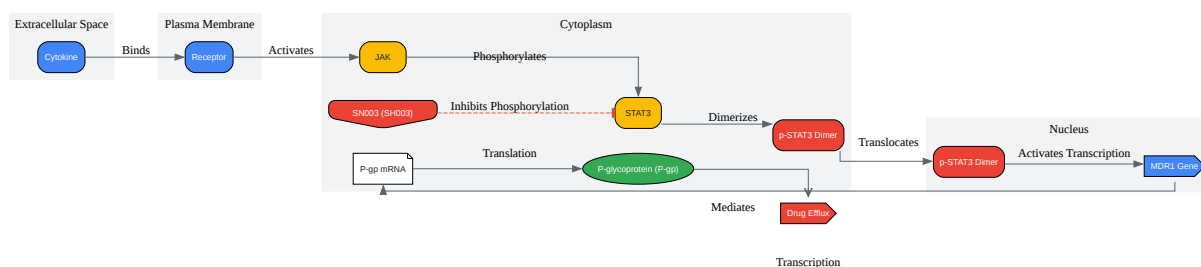 Extracellular Space
Plasma Membrane
Cytoplasm
Cytokine
Binds
Receptor
Activates
JAK
Phosphorylates
SN003 (SH003)
Inhibits Phosphorylation
STAT3
Dimerizes
p-STAT3 Dimer
Translocates
Nucleus
p-STAT3 Dimer
Activates Transcription
MDR1 Gene
P-gp mRNA
Translation
P-glycoprotein (P-gp)
Mediates
Drug Efflux
Transcription